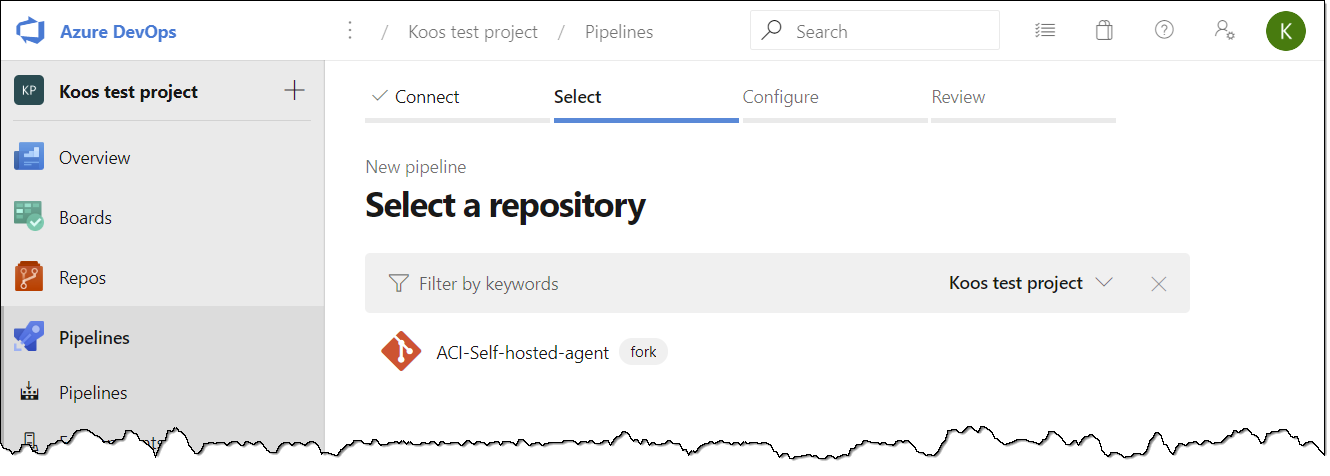 Azure DevOps / Koos test project / Pipelines Search K
KP Koos test project
Connect Select Configure Review
Overview
New pipeline
Select a repository
Boards
Repos
Filter by keywords Koos test project
Pipelines
ACI-Self-hosted-agent fork
Pipelines